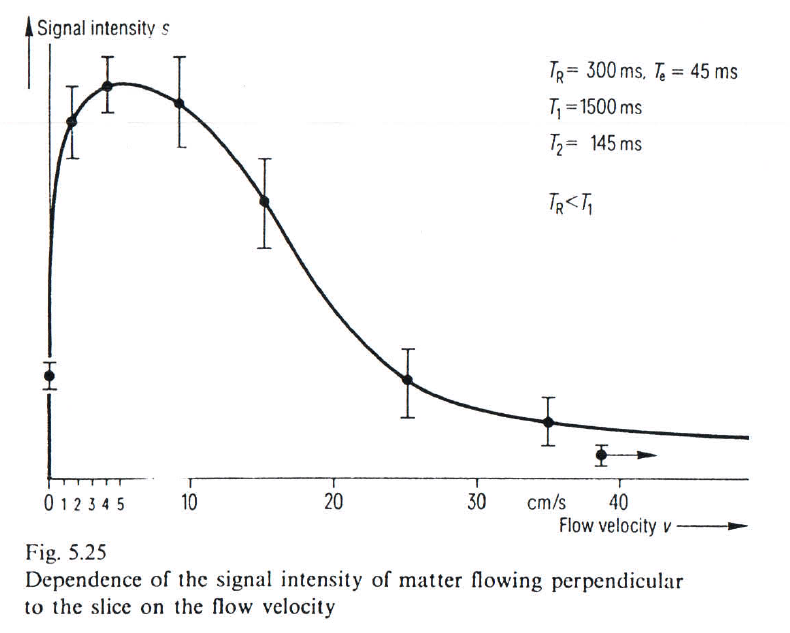 Signal intensity s
T_R = 300 ms, T_e = 45 ms
T_1 = 1500 ms
T_2 = 145 ms
T_R < T_1
0 1 2 3 4 5 10 20 30 cm/s 40
Flow velocity v
Fig. 5.25
Dependence of the signal intensity of matter flowing perpendicular
to the slice on the flow velocity